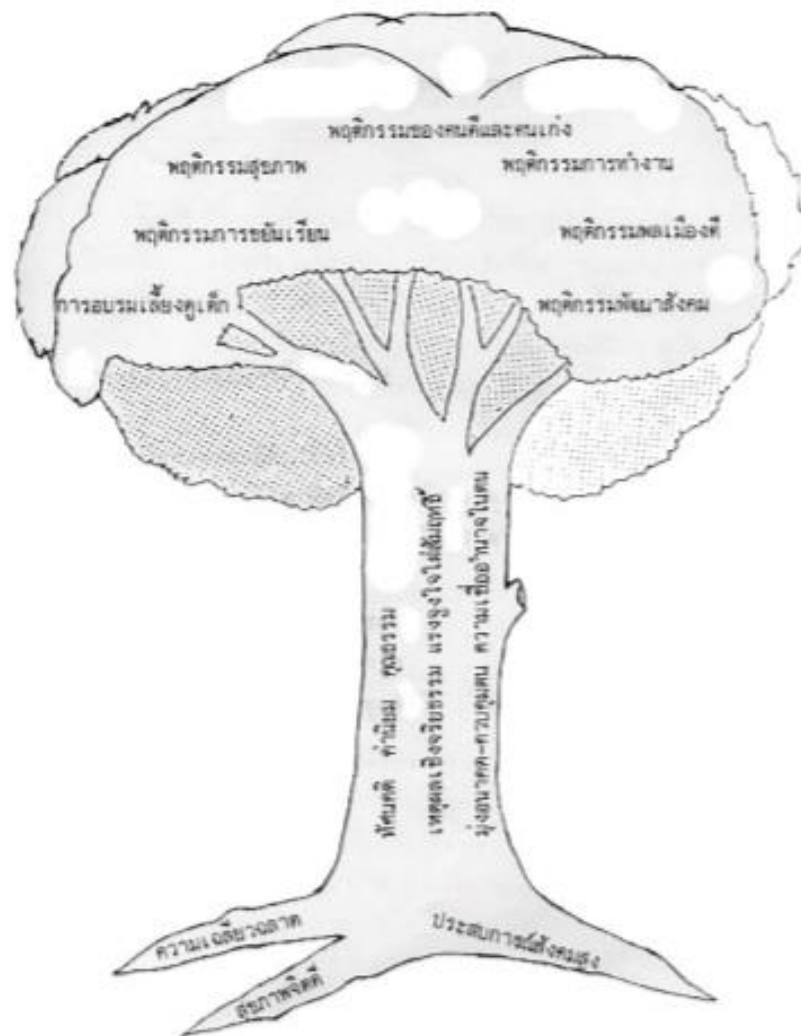 พฤติกรรมของคนดีและคนเก่ง
พฤติกรรมสุขภาพ
พฤติกรรมการทำงาน
พฤติกรรมการขยันเรียน
พฤติกรรมพลเมืองดี
การอบรมเลี้ยงดูเด็ก
พฤติกรรมพัฒนาสังคม
ทัศนคติ ค่านิยม คุณธรรม
เหตุผลเชิงจริยธรรม แรงจูงใจใฝ่สัมฤทธิ์
มุ่งอนาคต-ควบคุมตน ความเชื่ออำนาจในตน
ความเฉลียวฉลาด
ประสบการณ์สังคมสูง
สุขภาพจิตดี